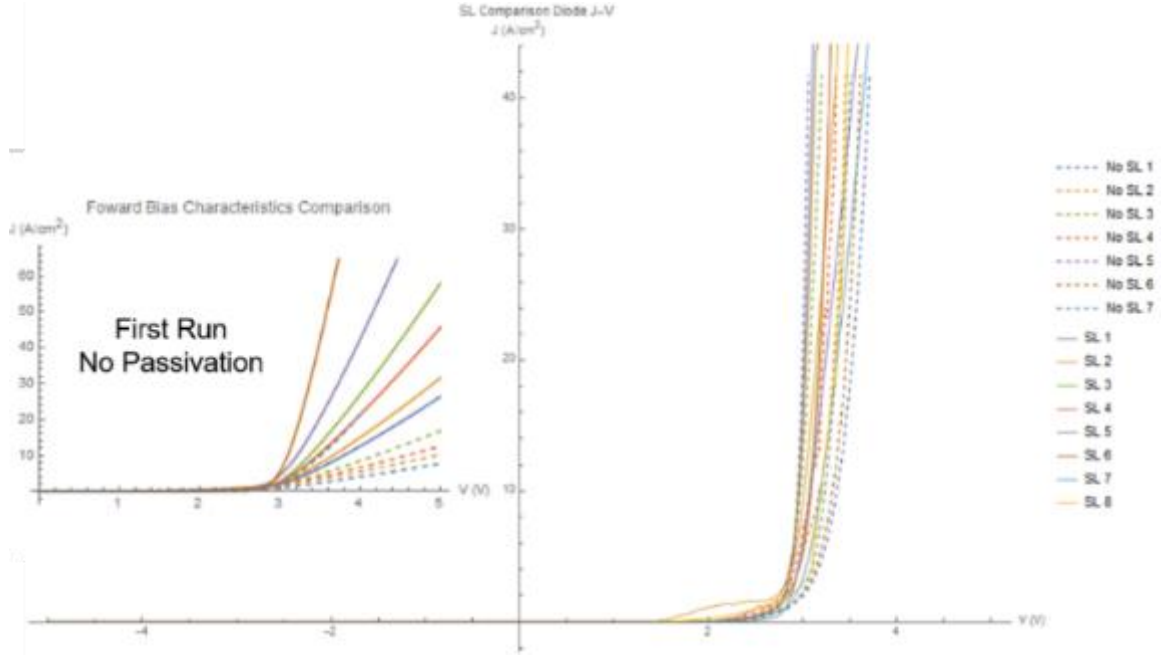 SL Comparison Diode J-V
J (A/cm²)
40
30
20
-4
-2
0
2
4
V (V)
Foward Bias Characteristics Comparison
J (A/cm²)
60
50
40
30
20
10
First Run
No Passivation
1
2
3
4
5
V (V)
No SL 1
No SL 2
No SL 3
No SL 4
No SL 5
No SL 6
No SL 7
SL 1
SL 2
SL 3
SL 4
SL 5
SL 6
SL 7
SL 8